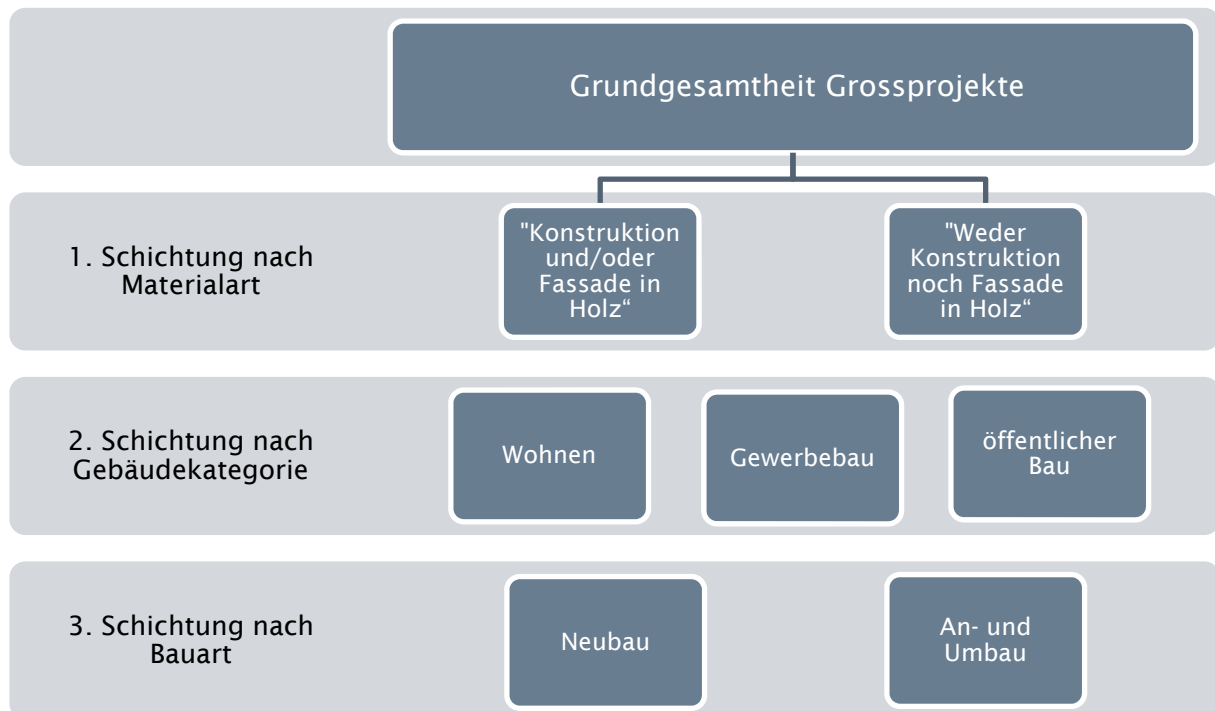 Grundgesamtheit Grossprojekte
1. Schichtung nach
Materialart
"Konstruktion
und/oder
Fassade in
Holz“
"Weder
Konstruktion
noch Fassade
in Holz“
2. Schichtung nach
Gebäudekategorie
Wohnen
Gewerbebau
öffentlicher
Bau
3. Schichtung nach
Bauart
Neubau
An- und
Umbau